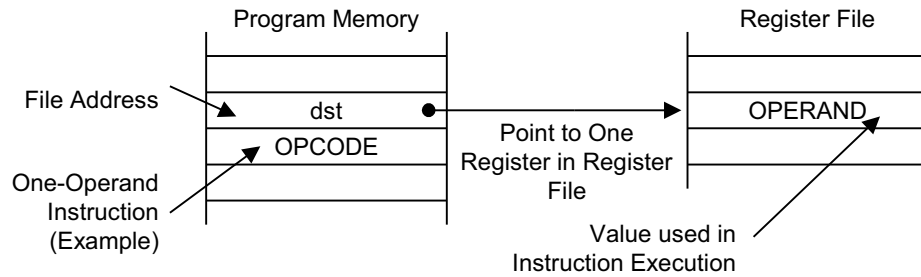 Program Memory
Register File
File Address
dst
OPERAND
OPCODE
Point to One
Register in Register
File
One-Operand
Instruction
(Example)
Value used in
Instruction Execution